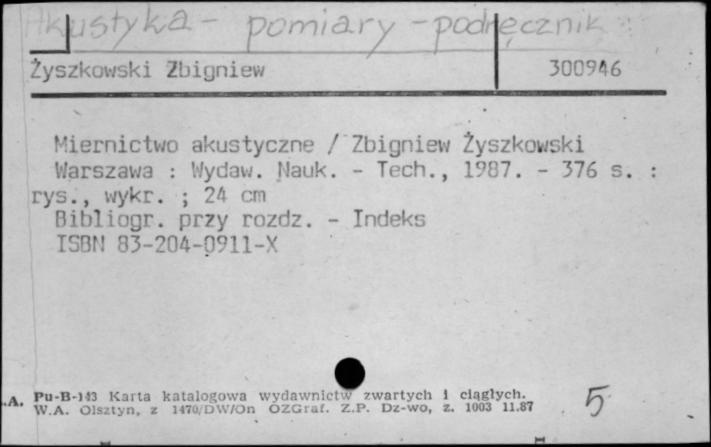 Akustyka - pomiary - podręcznik
Żyszkowski Zbigniew 300946
Miernictwo akustyczne / Zbigniew Żyszkowski
Warszawa : Wydaw. Nauk. - Tech., 1987. - 376 s. :
rys., wykr. ; 24 cm
Bibliogr. przy rozdz. - Indeks
ISBN 83-204-0911-X
.A. Pu-B-143 Karta katalogowa wydawnictw zwartych i ciągłych.
W.A. Olsztyn, z 1470/DW/On OZGraf. Z.P. Dz-wo, z. 1003 11.87
5